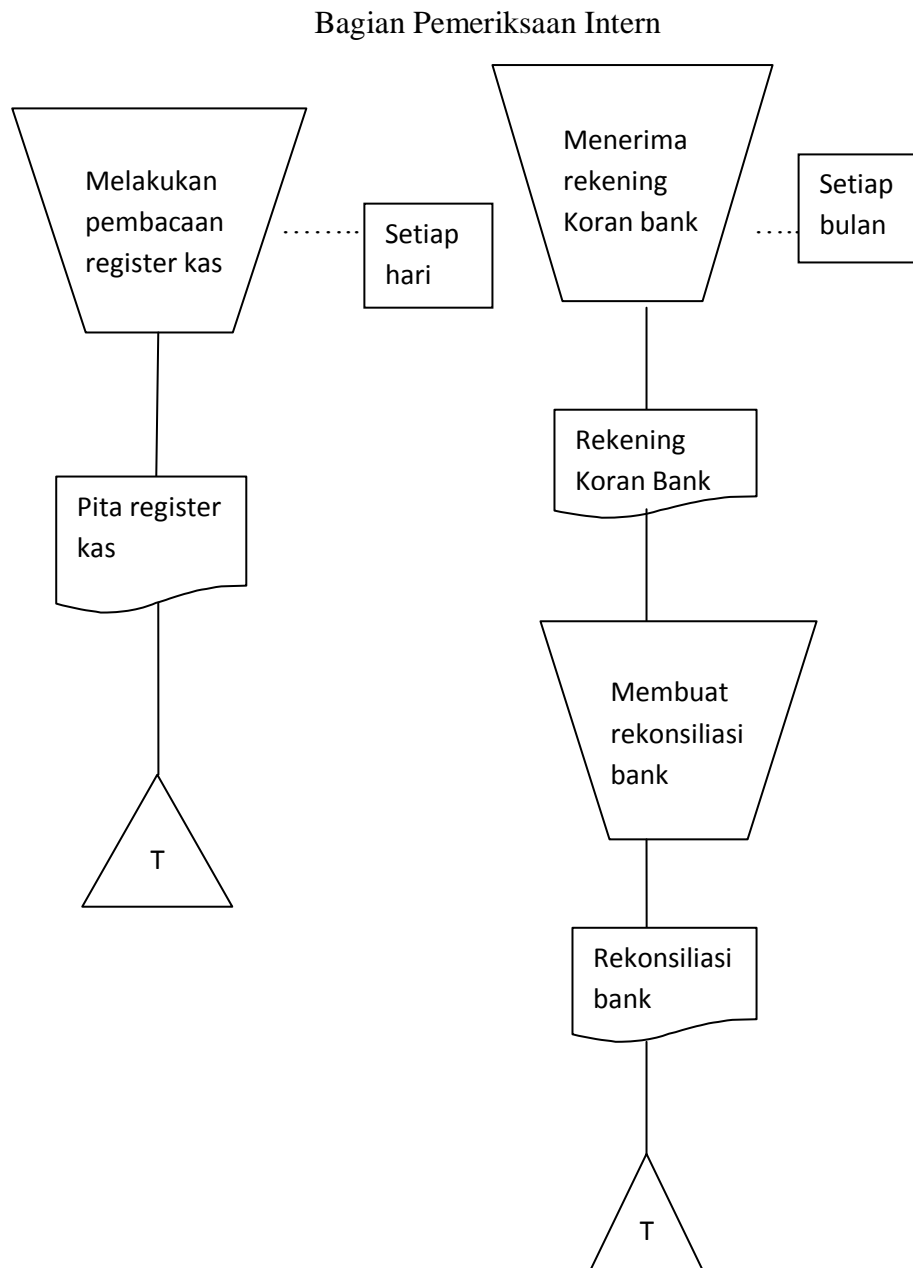 Bagian Pemeriksaan Intern
Melakukan
pembacaan
register kas
Setiap
hari
Pita register
kas
T
Menerima
rekening
Koran bank
Setiap
bulan
Rekening
Koran Bank
Membuat
rekonsiliasi
bank
Rekonsiliasi
bank
T